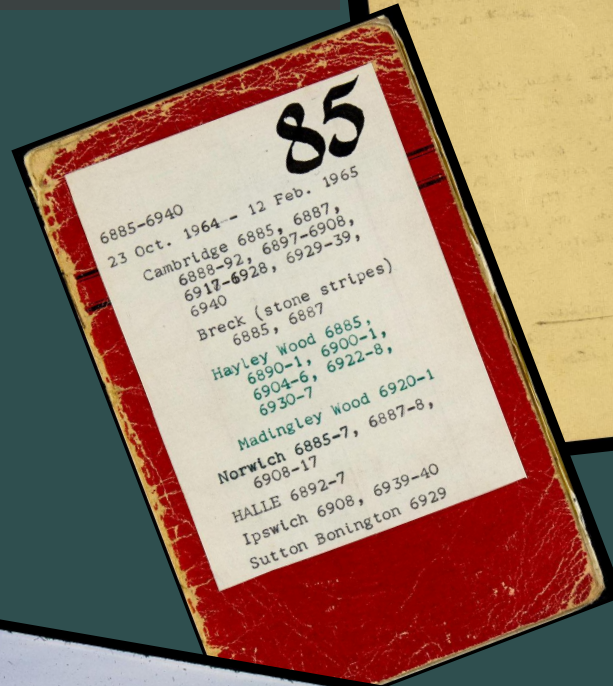 85
6885-6940
23 Oct. 1964-- 12 Feb. 1965
Cambridge 6885, 6887,
6888-92, 6897-6908,
6917-6928, 6929-39,
6940
Breck (stone stripes)
6885, 6887
Hayley Wood 6885,
6890-1, 6900-1,
6904-6, 6922-8,
6930-7
Madingley Wood 6920-1
Norwich 6885-7, 6887-8,
6908-17
HALLE 6892-7
Ipswich 6908, 6939-40
Sutton Bonington 6929